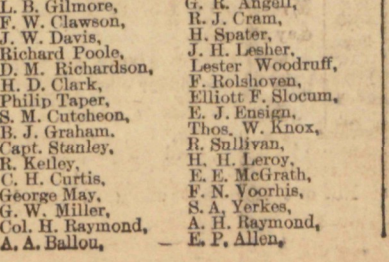 L. B. Gilmore,
F. W. Clawson,
J. W. Davis,
Richard Poole,
D. M. Richardson,
H. D. Clark,
Philip Taper,
S. M. Cutcheon,
B. J. Graham,
Capt. Stanley,
R. Kelley,
C. H. Curtis,
George May,
G. W. Miller,
Col. H. Raymond,
A. A. Ballou,
G. R. Angell,
R. J. Cram,
H. Spater,
J. H. Lesher,
Lester Woodruff,
F. Rolshoven,
Elliott F. Slocum,
E. J. Ensign,
Thos. W. Knox,
R. Sullivan,
H. H. Leroy,
E. E. McGrath,
F. N. Voorhis,
S. A. Yerkes,
A. H. Raymond,
E. P. Allen,